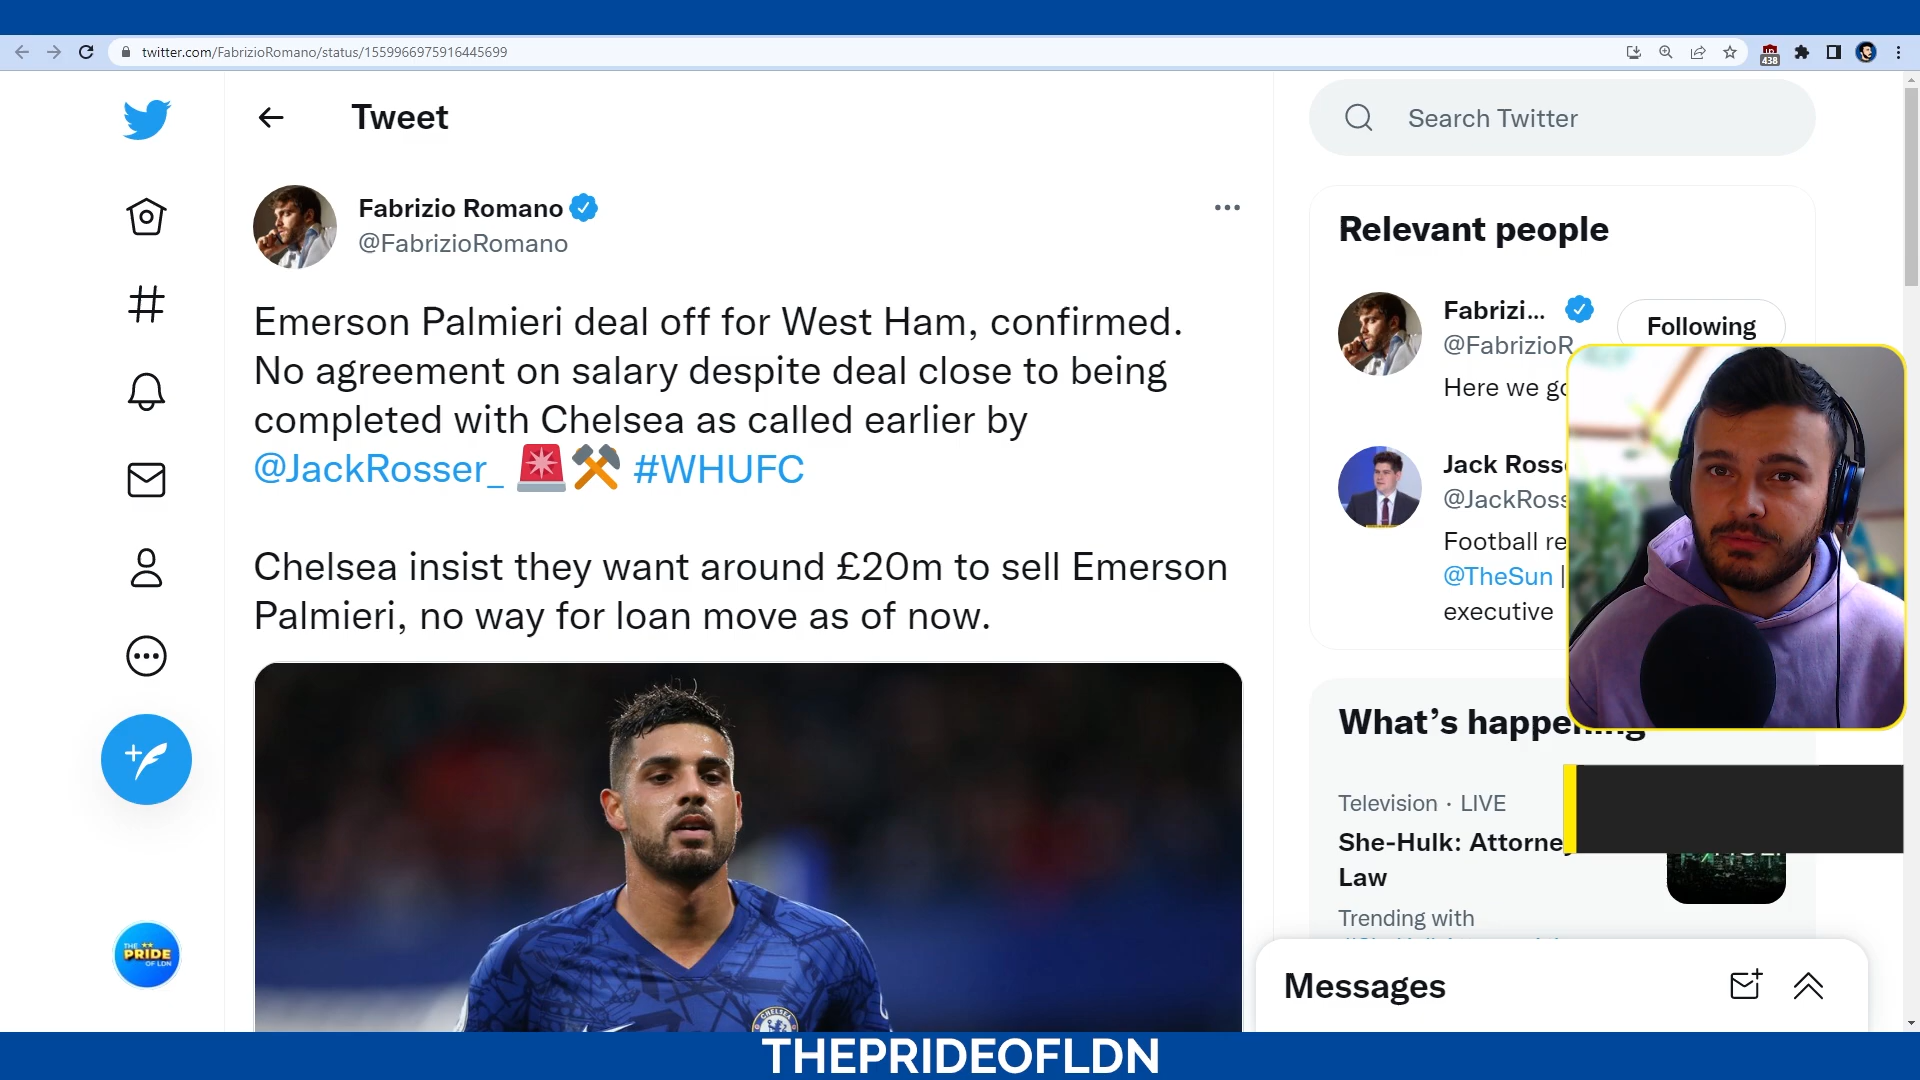 twitter.com/FabrizioRomano/status/1559966975916445699
438
Tweet
Search Twitter
Fabrizio Romano
@FabrizioRomano
Emerson Palmieri deal off for West Ham, confirmed.
No agreement on salary despite deal close to being
completed with Chelsea as called earlier by
@JackRosser_ 🚨⚒️ #WHUFC
Chelsea insist they want around £20m to sell Emerson
Palmieri, no way for loan move as of now.
CHELSEA
Relevant people
Fabrizi...
@FabrizioR
Following
Here we go
Jack Ross
@JackRoss
Football re
@TheSun |
executive
What's happening
Television · LIVE
She-Hulk: Attorney
Law
Trending with
Messages
THE
PRIDE
OF LDN
THEPRIDEOFLDN